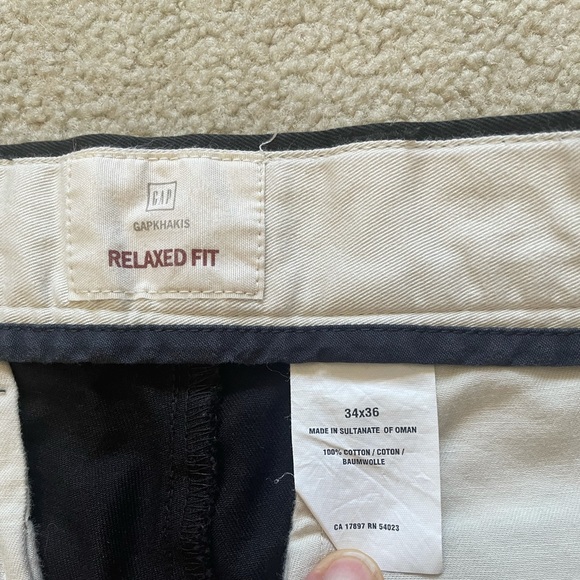 GAP
GAPKHAKIS
RELAXED FIT
34x36
MADE IN SULTANATE OF OMAN
100% COTTON / COTON /
BAUMWOLLE
CA 17897 RN 54023